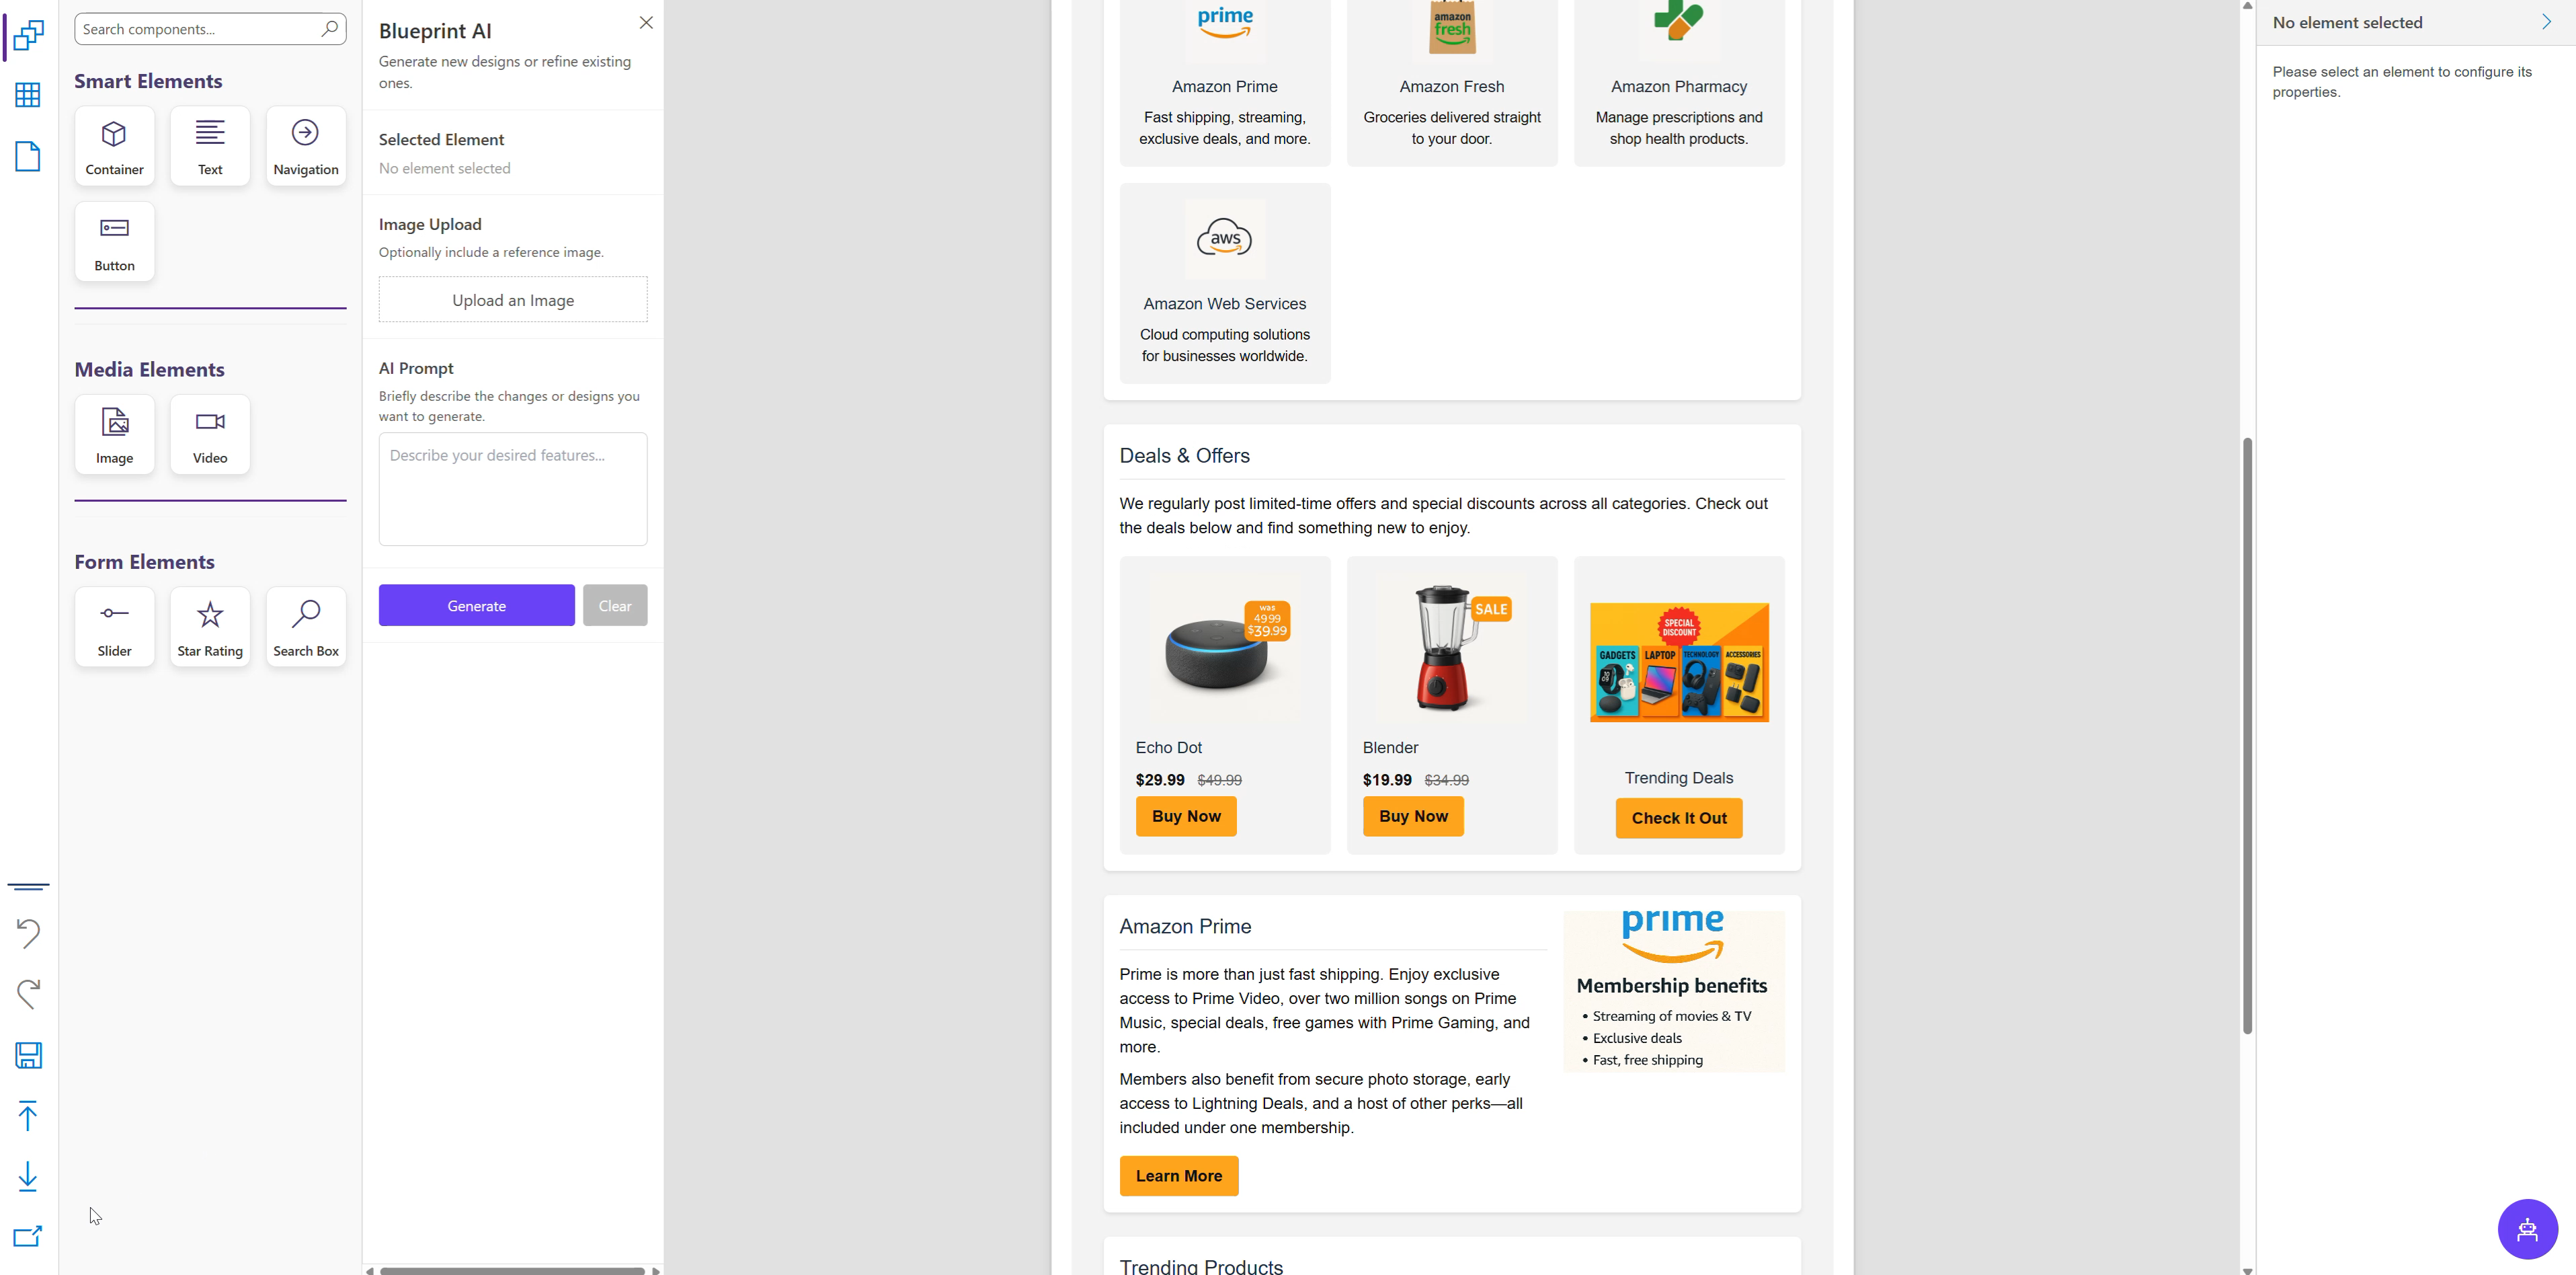 Search components...
Smart Elements
Container
Text
Navigation
Button
Media Elements
Image
Video
Form Elements
Slider
Star Rating
Search Box
Blueprint AI
Generate new designs or refine existing
ones.
Selected Element
No element selected
Image Upload
Optionally include a reference image.
Upload an Image
AI Prompt
Briefly describe the changes or designs you
want to generate.
Describe your desired features...
Generate
Clear
prime
Amazon Prime
Fast shipping, streaming,
exclusive deals, and more.
amazon
fresh
Amazon Fresh
Groceries delivered straight
to your door.
Amazon Pharmacy
Manage prescriptions and
shop health products.
aws
Amazon Web Services
Cloud computing solutions
for businesses worldwide.
Deals & Offers
We regularly post limited-time offers and special discounts across all categories. Check out
the deals below and find something new to enjoy.
was
4999
$39.99
Echo Dot
$29.99 $49.99
Buy Now
SALE
Blender
$19.99 $34.99
Buy Now
SPECIAL
DISCOUNT
GADGETS
LAPTOP
TECHNOLOGY
ACCESSORIES
Trending Deals
Check It Out
Amazon Prime
Prime is more than just fast shipping. Enjoy exclusive
access to Prime Video, over two million songs on Prime
Music, special deals, free games with Prime Gaming, and
more.
Members also benefit from secure photo storage, early
access to Lightning Deals, and a host of other perks—all
included under one membership.
Learn More
prime
Membership benefits
• Streaming of movies & TV
• Exclusive deals
• Fast, free shipping
Trending Products
No element selected
Please select an element to configure its
properties.